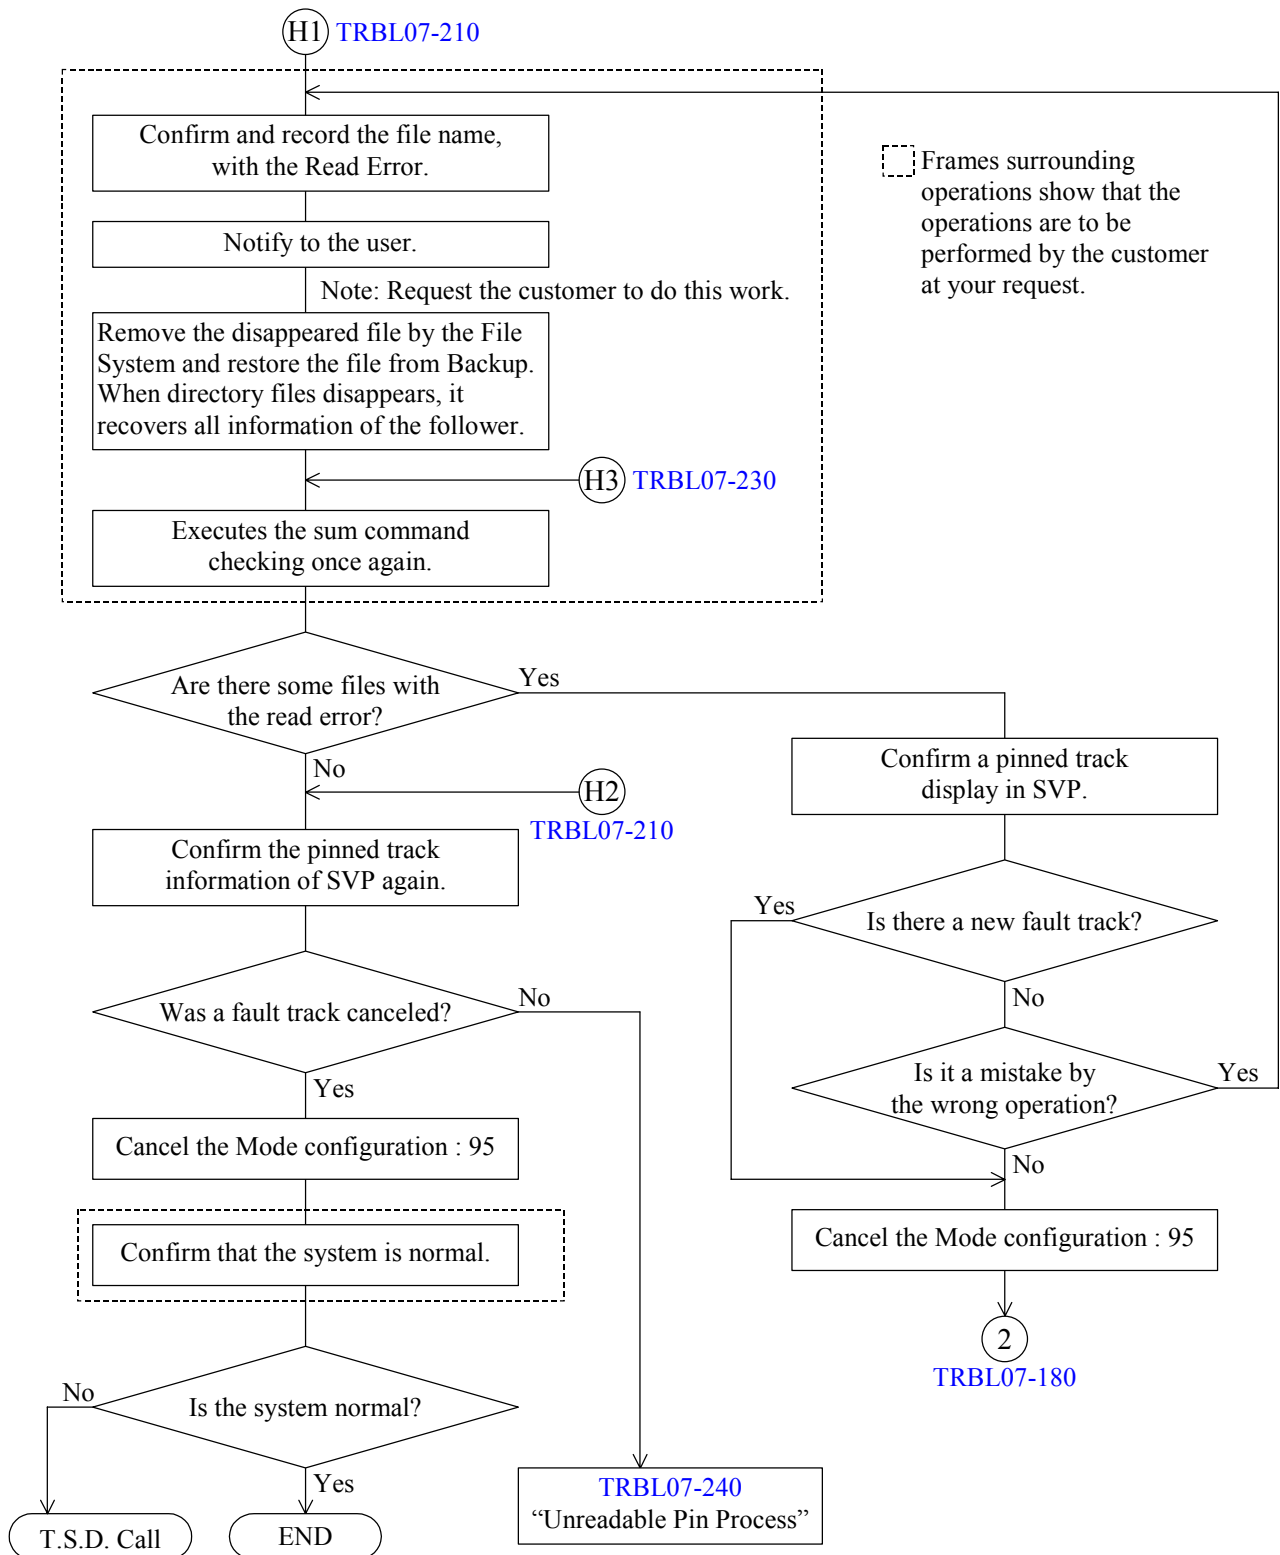 H1 TRBL07-210
Confirm and record the file name,
with the Read Error.
Notify to the user.
Note: Request the customer to do this work.
Remove the disappeared file by the File
System and restore the file from Backup.
When directory files disappears, it
recovers all information of the follower.
H3 TRBL07-230
Executes the sum command
checking once again.
Frames surrounding
operations show that the
operations are to be
performed by the customer
at your request.
Are there some files with
the read error?
Yes
No
H2
TRBL07-210
Confirm the pinned track
information of SVP again.
Was a fault track canceled?
No
Yes
Cancel the Mode configuration : 95
Confirm that the system is normal.
Is the system normal?
No
Yes
T.S.D. Call
END
TRBL07-240
“Unreadable Pin Process”
Confirm a pinned track
display in SVP.
Is there a new fault track?
Yes
No
Is it a mistake by
the wrong operation?
Yes
No
Cancel the Mode configuration : 95
2
TRBL07-180